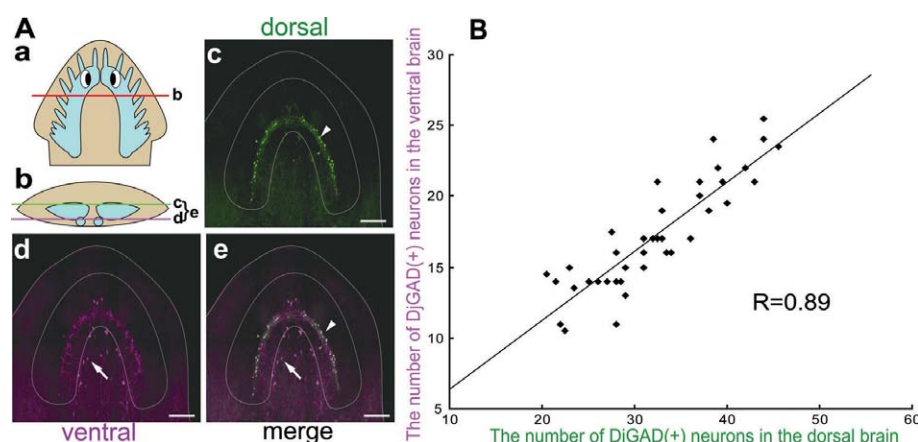 A
a
b
c
d
e
b
c
d
e
dorsal
ventral
merge
B
The number of DjGAD(+) neurons in the ventral brain
30
25
20
15
10
5
R=0.89
10
20
30
40
50
60
The number of DjGAD(+) neurons in the dorsal brain